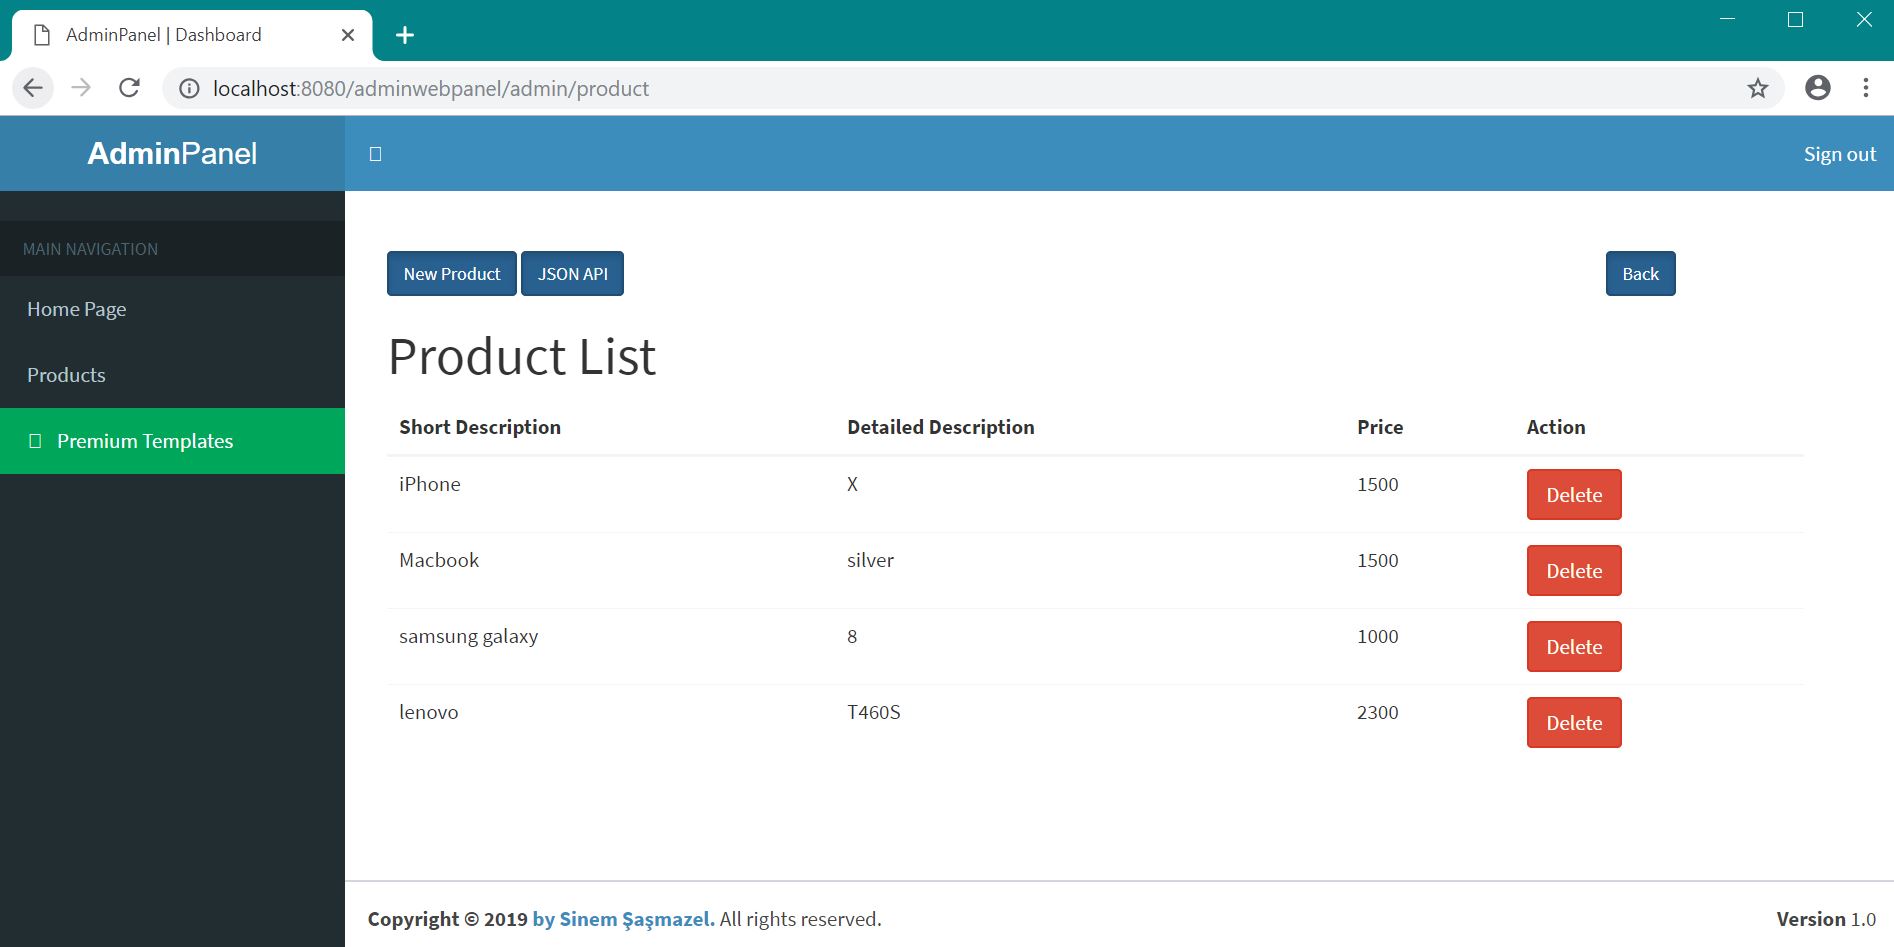 AdminPanel | Dashboard
localhost:8080/adminwebpanel/admin/product
AdminPanel
Sign out
MAIN NAVIGATION
Home Page
Products
Premium Templates
New Product JSON API Back
Product List
Short Description Detailed Description Price Action
iPhone X 1500 Delete
Macbook silver 1500 Delete
samsung galaxy 8 1000 Delete
lenovo T460S 2300 Delete
Copyright © 2019 by Sinem Şaşmazel. All rights reserved. Version 1.0